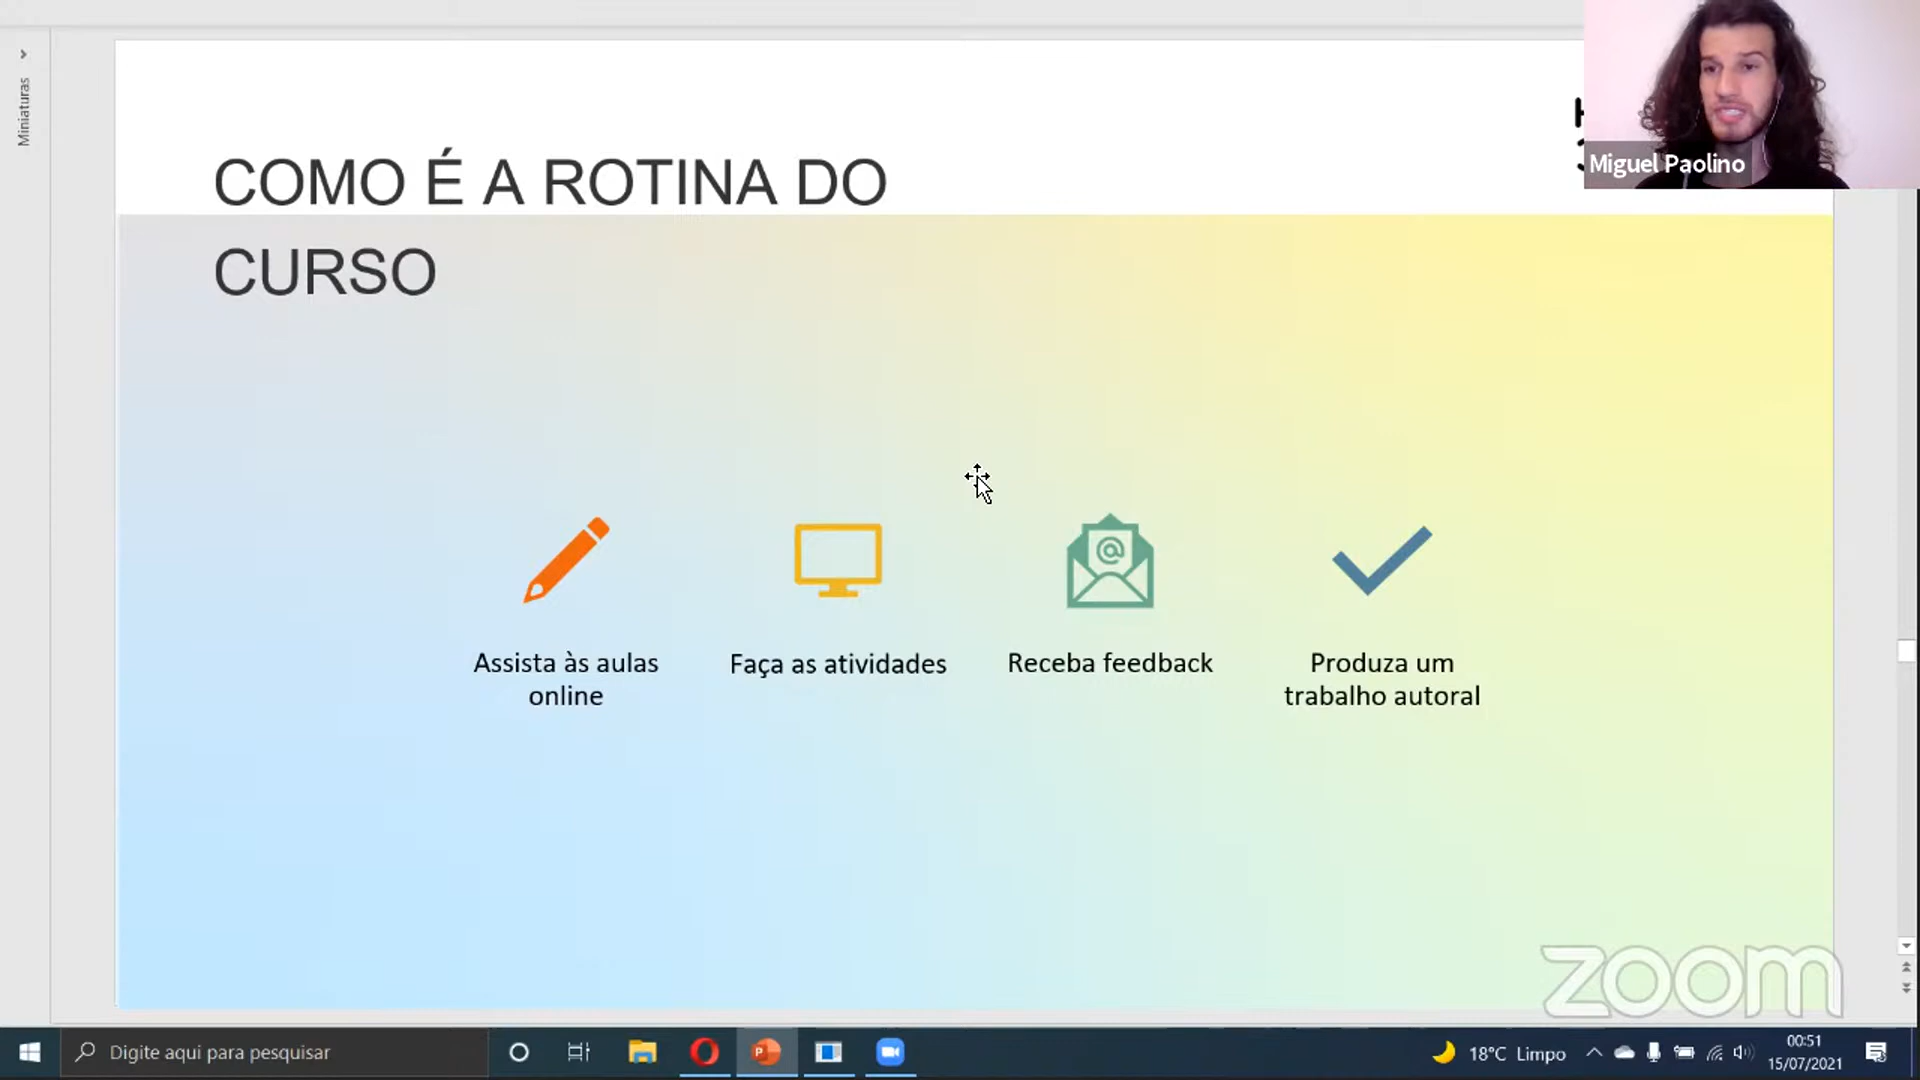 Miniaturas
COMO É A ROTINA DO
CURSO
Miguel Paolino
@
Assista às aulas
online
Faça as atividades
Receba feedback
Produza um
trabalho autoral
zoom
Digite aqui para pesquisar
18°C Limpo
00:51
15/07/2021